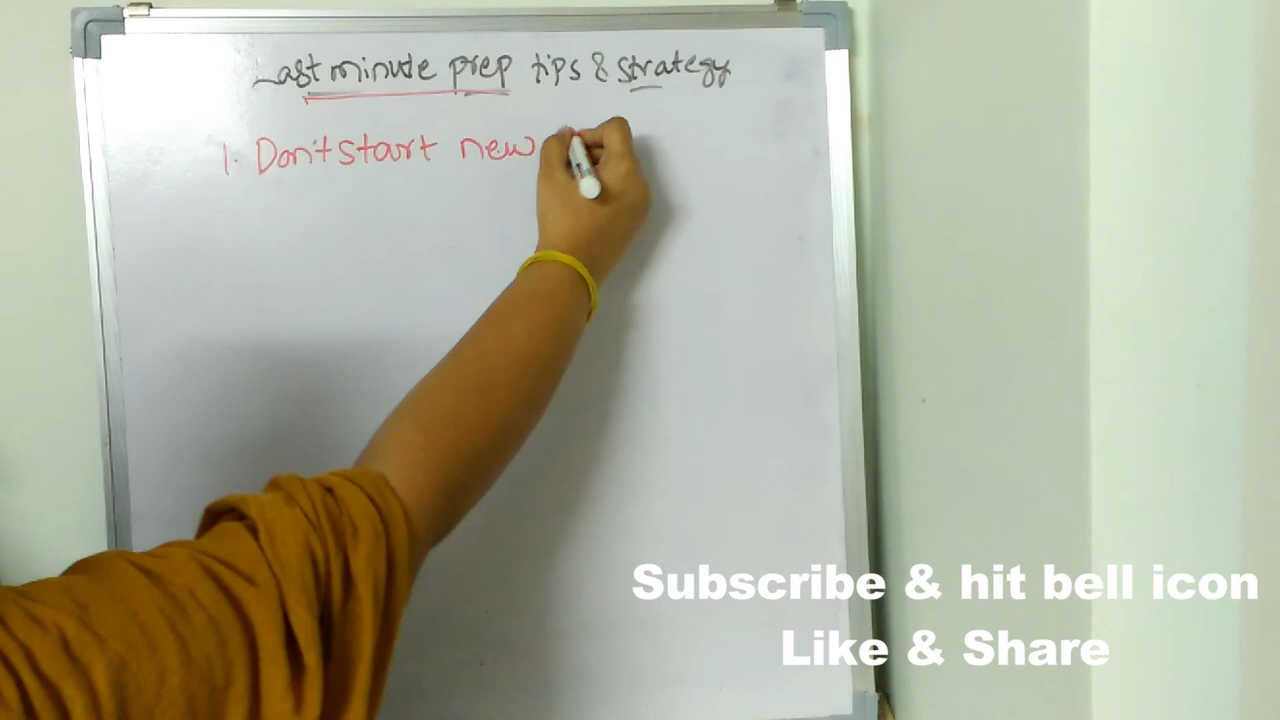 Last minute prep tips & strategy
1. Don't start new
Subscribe & hit bell icon
Like & Share